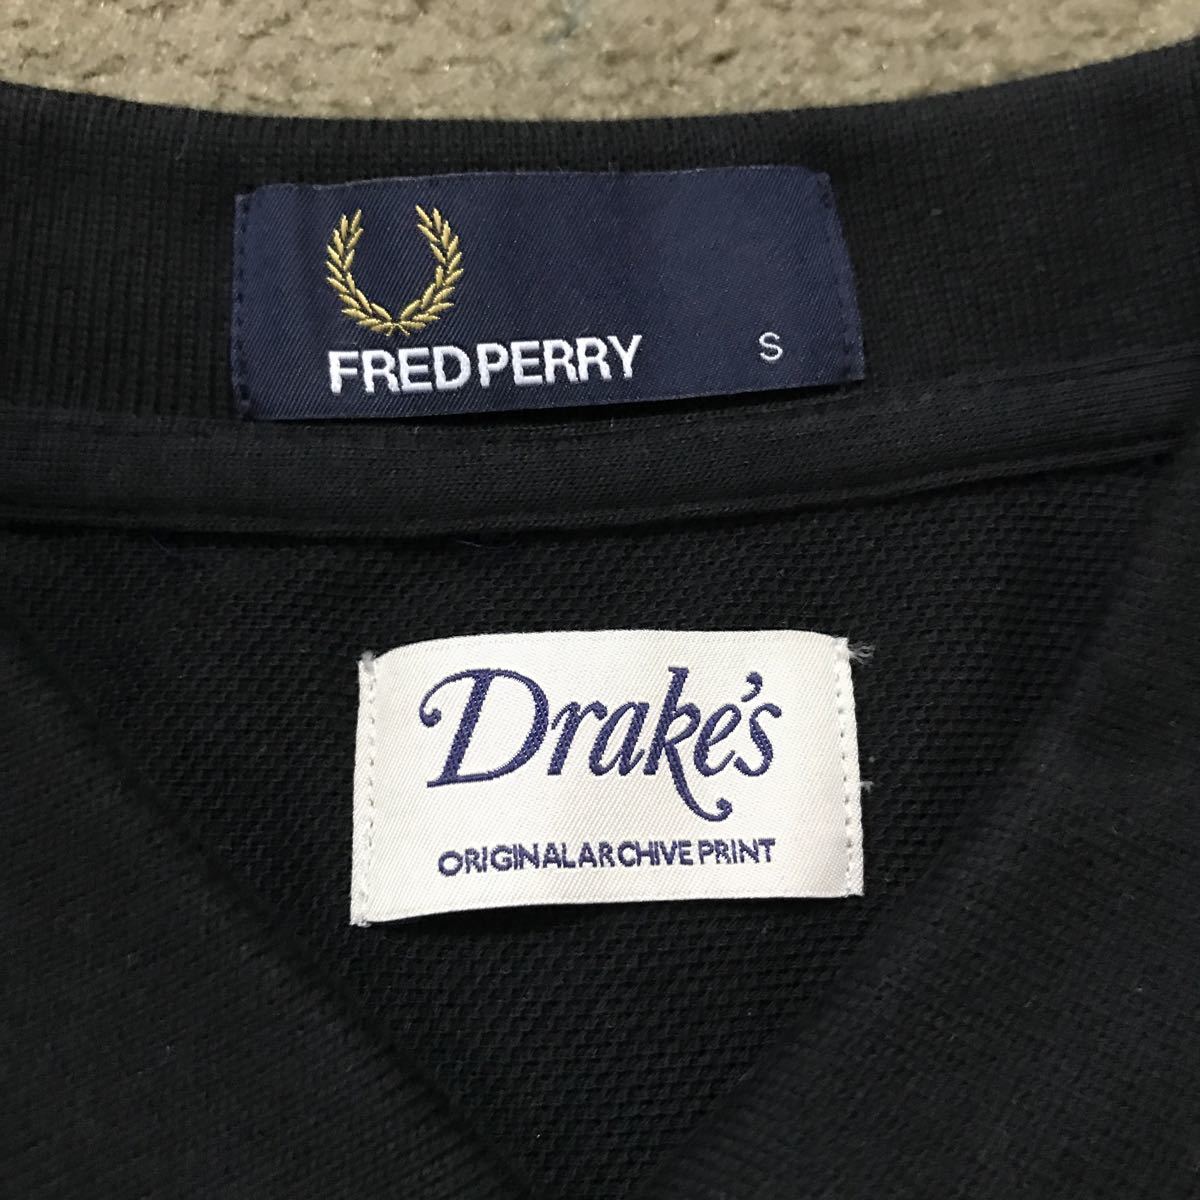 FRED PERRY
S
Drake's
ORIGINAL ARCHIVE PRINT